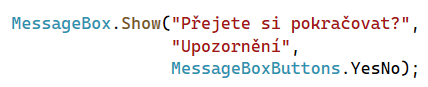 MessageBox.Show("Přejete si pokračovat?",
"Upozornění",
MessageBoxButtons.YesNo);